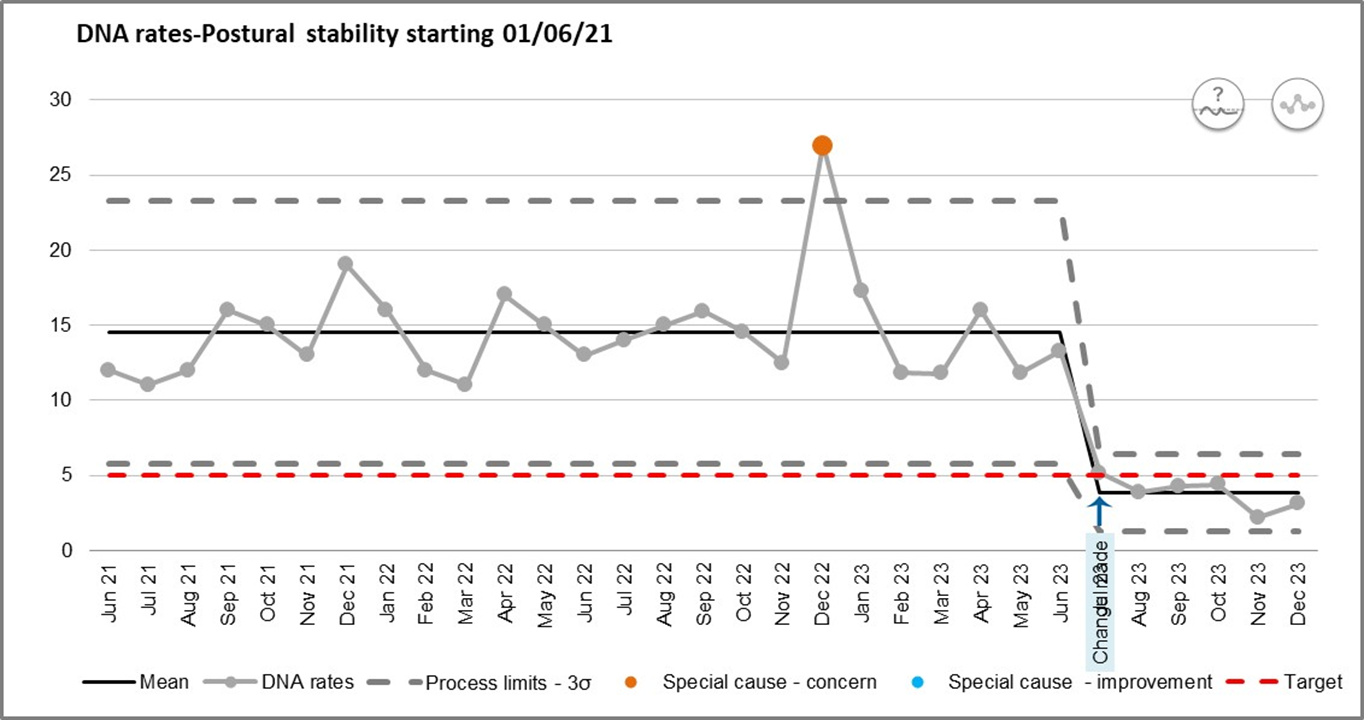 DNA rates-Postural stability starting 01/06/21
?
30
25
20
15
10
5
0
Jun 21
Jul 21
Aug 21
Sep 21
Oct 21
Nov 21
Dec 21
Jan 22
Feb 22
Mar 22
Apr 22
May 22
Jun 22
Jul 22
Aug 22
Sep 22
Oct 22
Nov 22
Dec 22
Jan 23
Feb 23
Mar 23
Apr 23
May 23
Jun 23
Change made
Aug 23
Sep 23
Oct 23
Nov 23
Dec 23
Mean DNA rates Process limits - 3σ Special cause - concern Special cause - improvement Target